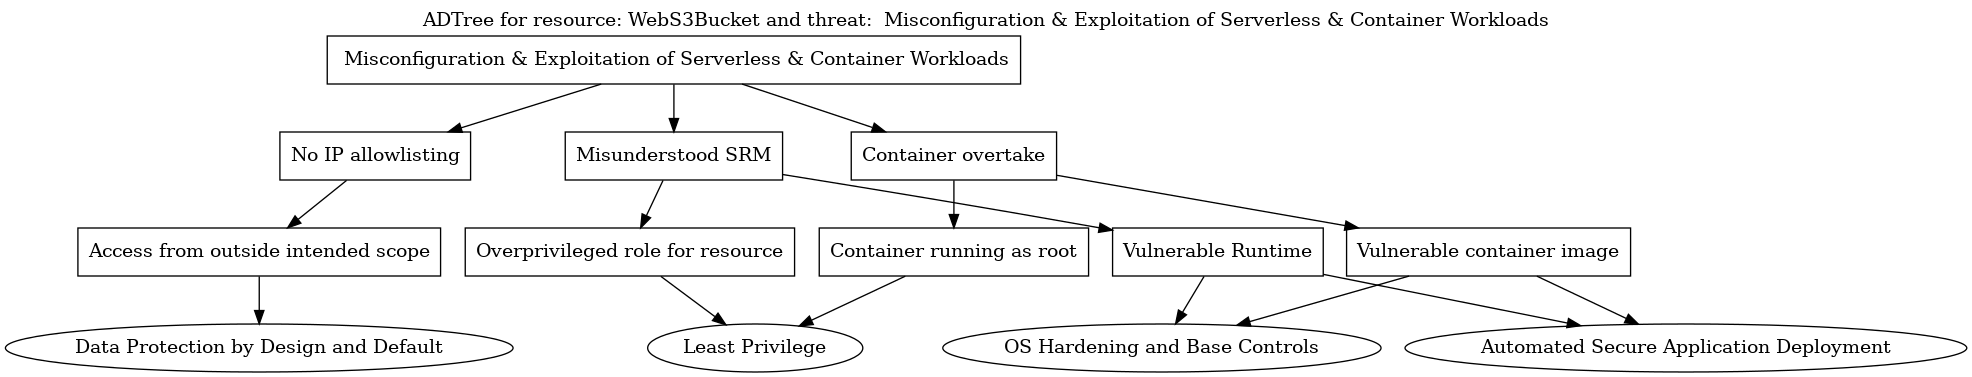 ADTree for resource: WebS3Bucket and threat:  Misconfiguration & Exploitation of Serverless & Container Workloads
Misconfiguration & Exploitation of Serverless & Container Workloads
No IP allowlisting
Misunderstood SRM
Container overtake
Access from outside intended scope
Overprivileged role for resource
Container running as root
Vulnerable Runtime
Vulnerable container image
Data Protection by Design and Default
Least Privilege
OS Hardening and Base Controls
Automated Secure Application Deployment